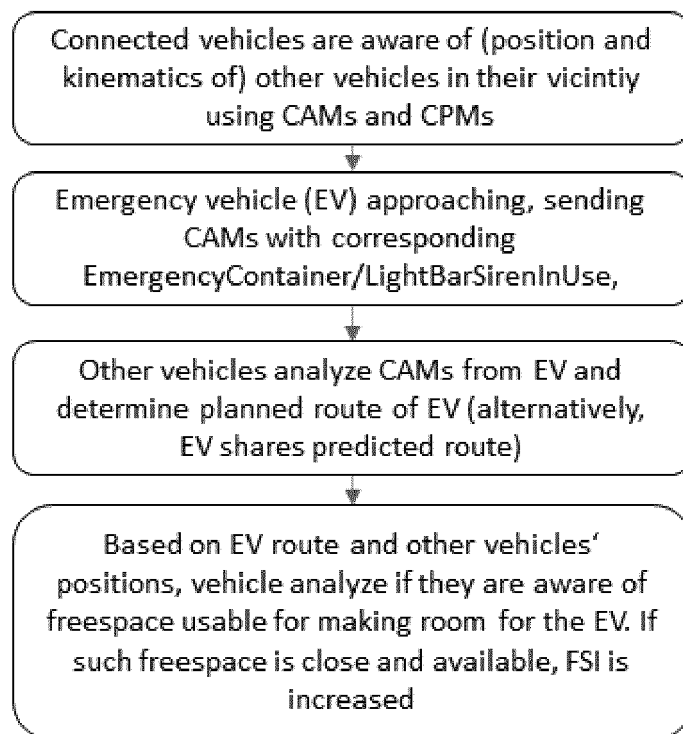 Connected vehicles are aware of (position and
kinematics of) other vehicles in their vicintiy
using CAMs and CPMs
Emergency vehicle (EV) approaching, sending
CAMs with corresponding
EmergencyContainer/LightBarSirenInUse,
Other vehicles analyze CAMs from EV and
determine planned route of EV (alternatively,
EV shares predicted route)
Based on EV route and other vehicles‘
positions, vehicle analyze if they are aware of
freespace usable for making room for the EV. If
such freespace is close and available, FSI is
increased